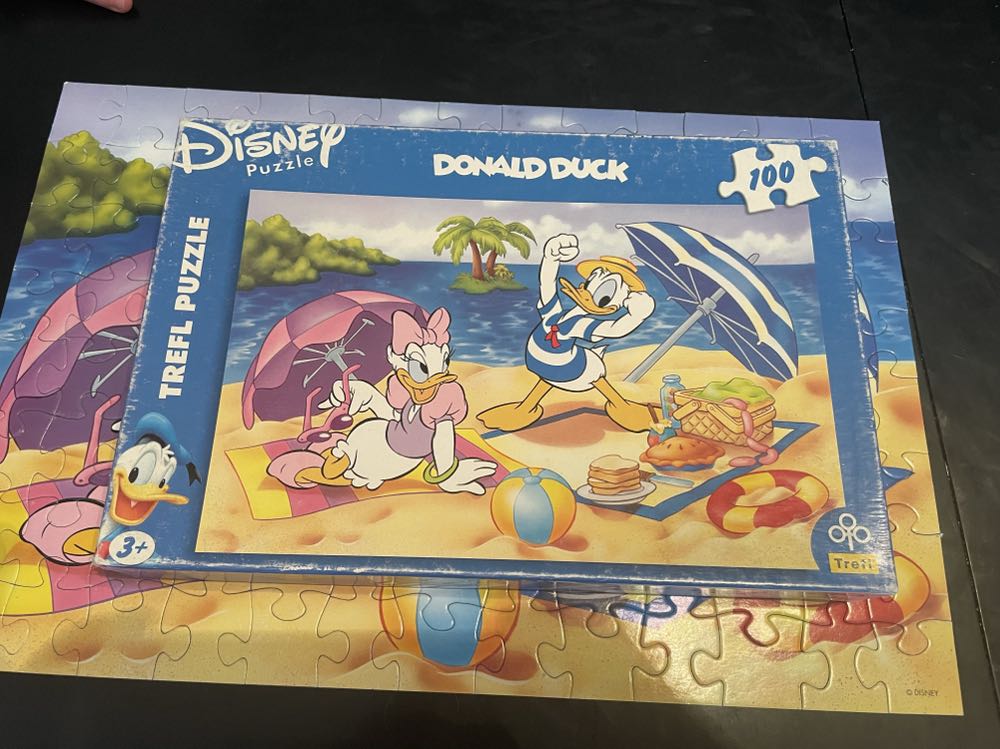 DISNEY
Puzzle
DONALD DUCK
100
TREFL PUZZLE
3+
Trefl
© DISNEY